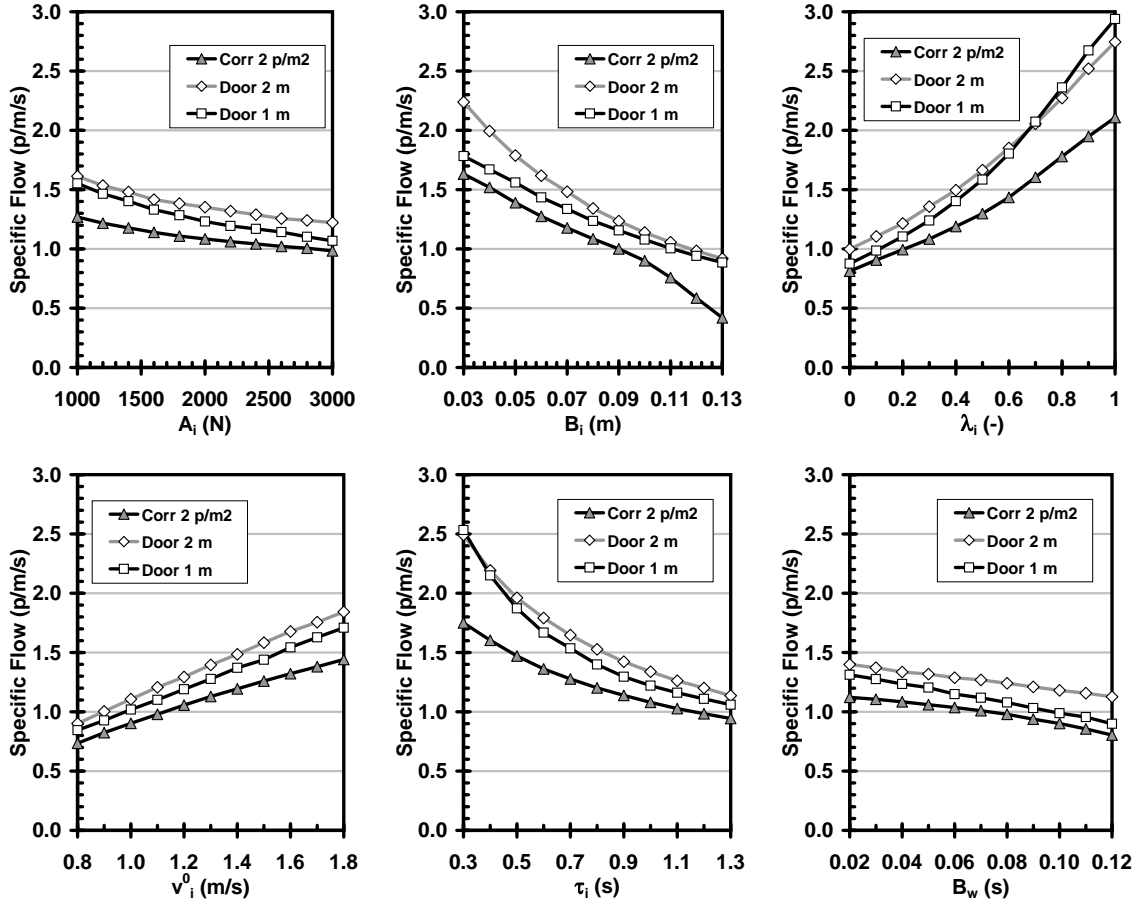 Specific Flow (p/m/s)
3.0
2.5
2.0
1.5
1.0
0.5
0.0
Corr 2 p/m2
Door 2 m
Door 1 m
1000 1500 2000 2500 3000
A_i (N)
Specific Flow (p/m/s)
3.0
2.5
2.0
1.5
1.0
0.5
0.0
Corr 2 p/m2
Door 2 m
Door 1 m
0.03 0.05 0.07 0.09 0.11 0.13
B_i (m)
Specific Flow (p/m/s)
3.0
2.5
2.0
1.5
1.0
0.5
0.0
Corr 2 p/m2
Door 2 m
Door 1 m
0 0.2 0.4 0.6 0.8 1
λ_i (-)
Specific Flow (p/m/s)
3.0
2.5
2.0
1.5
1.0
0.5
0.0
Corr 2 p/m2
Door 2 m
Door 1 m
0.8 1.0 1.2 1.4 1.6 1.8
v^0_i (m/s)
Specific Flow (p/m/s)
3.0
2.5
2.0
1.5
1.0
0.5
0.0
Corr 2 p/m2
Door 2 m
Door 1 m
0.3 0.5 0.7 0.9 1.1 1.3
τ_i (s)
Specific Flow (p/m/s)
3.0
2.5
2.0
1.5
1.0
0.5
0.0
Corr 2 p/m2
Door 2 m
Door 1 m
0.02 0.04 0.06 0.08 0.10 0.12
B_w (s)